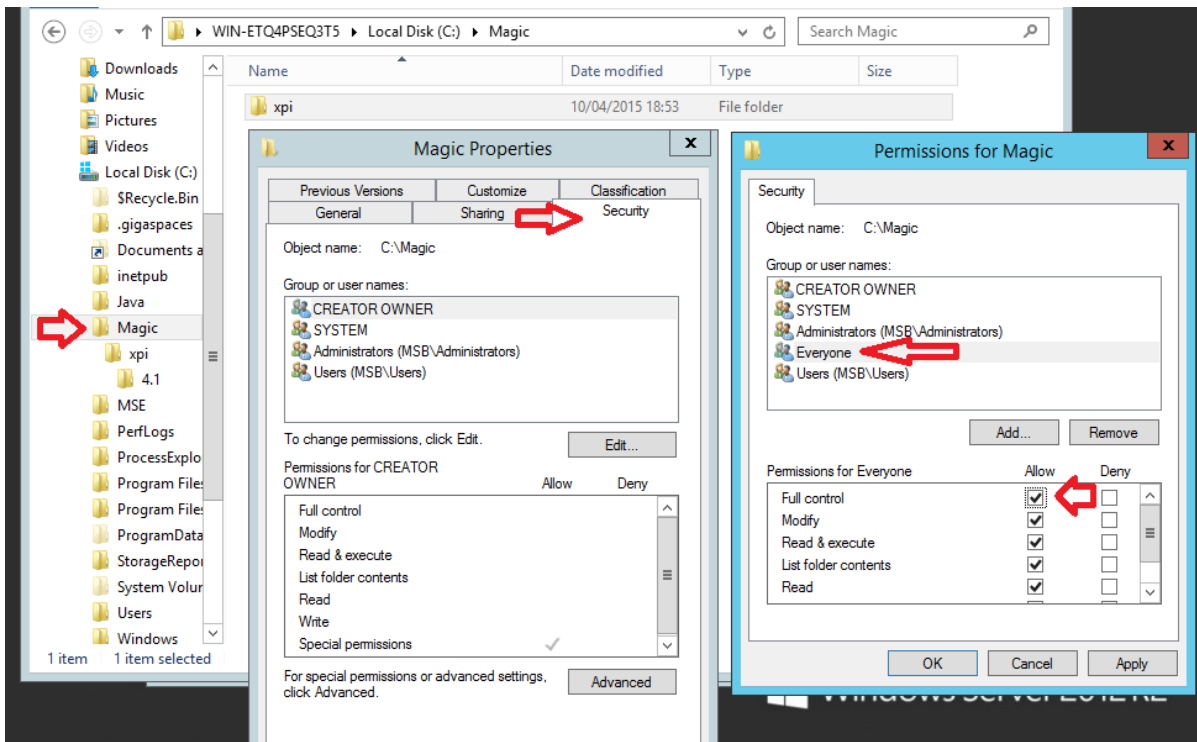 WIN-ETQ4PSEQ3T5 ▸ Local Disk (C:) ▸ Magic
Search Magic
Downloads
Music
Pictures
Videos
Local Disk (C:)
$Recycle.Bin
.gigaspaces
Documents a
inetpub
Java
Magic
xpi
4.1
MSE
PerfLogs
ProcessExplo
Program Files
Program Files
ProgramData
StorageRepor
System Volur
Users
Windows
1 item 1 item selected
Name Date modified Type Size
xpi 10/04/2015 18:53 File folder
Magic Properties
x
Previous Versions Customize Classification
General Sharing Security
Object name: C:\Magic
Group or user names:
CREATOR OWNER
SYSTEM
Administrators (MSB\Administrators)
Users (MSB\Users)
To change permissions, click Edit.
Edit...
Permissions for CREATOR
OWNER Allow Deny
Full control
Modify
Read & execute
List folder contents
Read
Write
Special permissions
For special permissions or advanced settings,
click Advanced.
Advanced
Permissions for Magic
x
Security
Object name: C:\Magic
Group or user names:
CREATOR OWNER
SYSTEM
Administrators (MSB\Administrators)
Everyone
Users (MSB\Users)
Add... Remove
Permissions for Everyone Allow Deny
Full control
Modify
Read & execute
List folder contents
Read
OK Cancel Apply
Windows Server 2012 R2